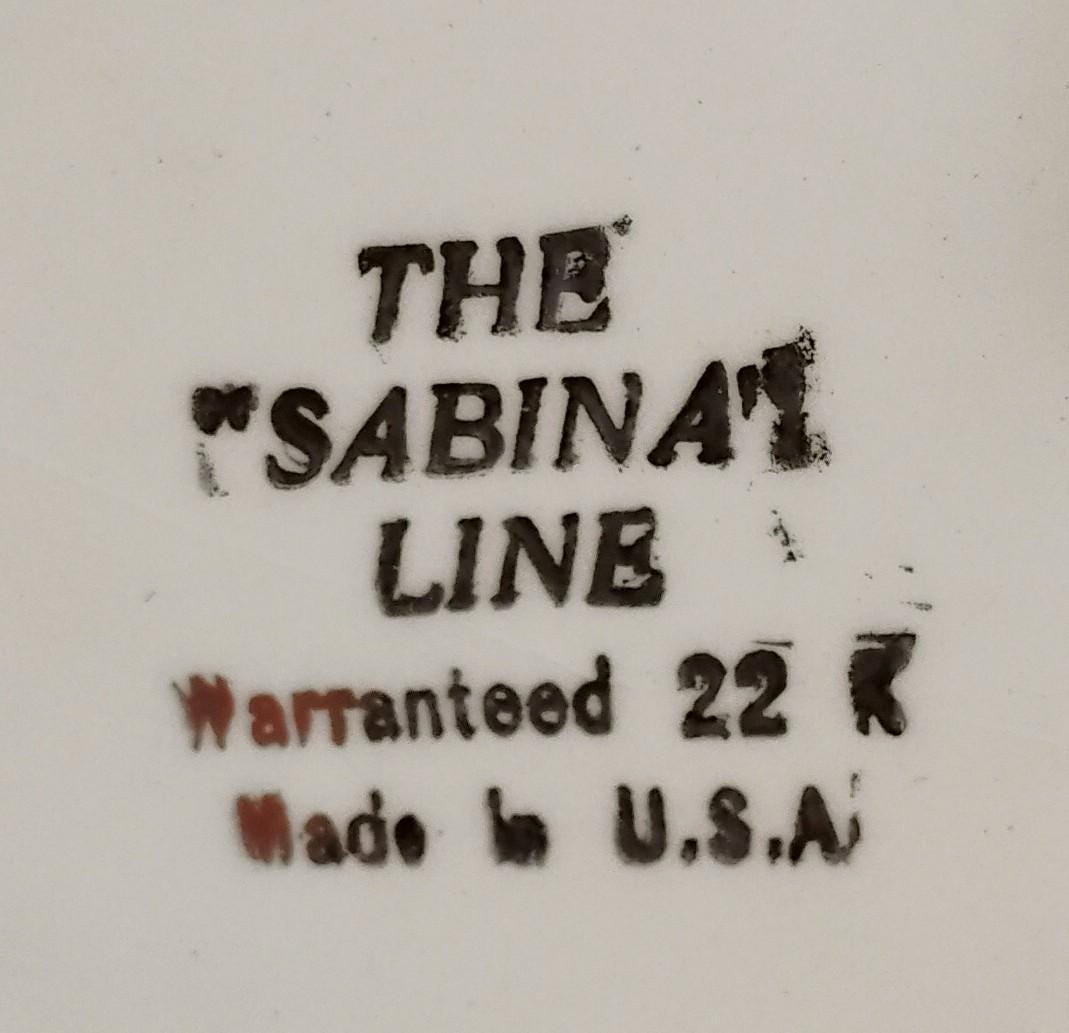 THE
"SABINA"
LINE
Warranteed 22 K
Made in U.S.A.